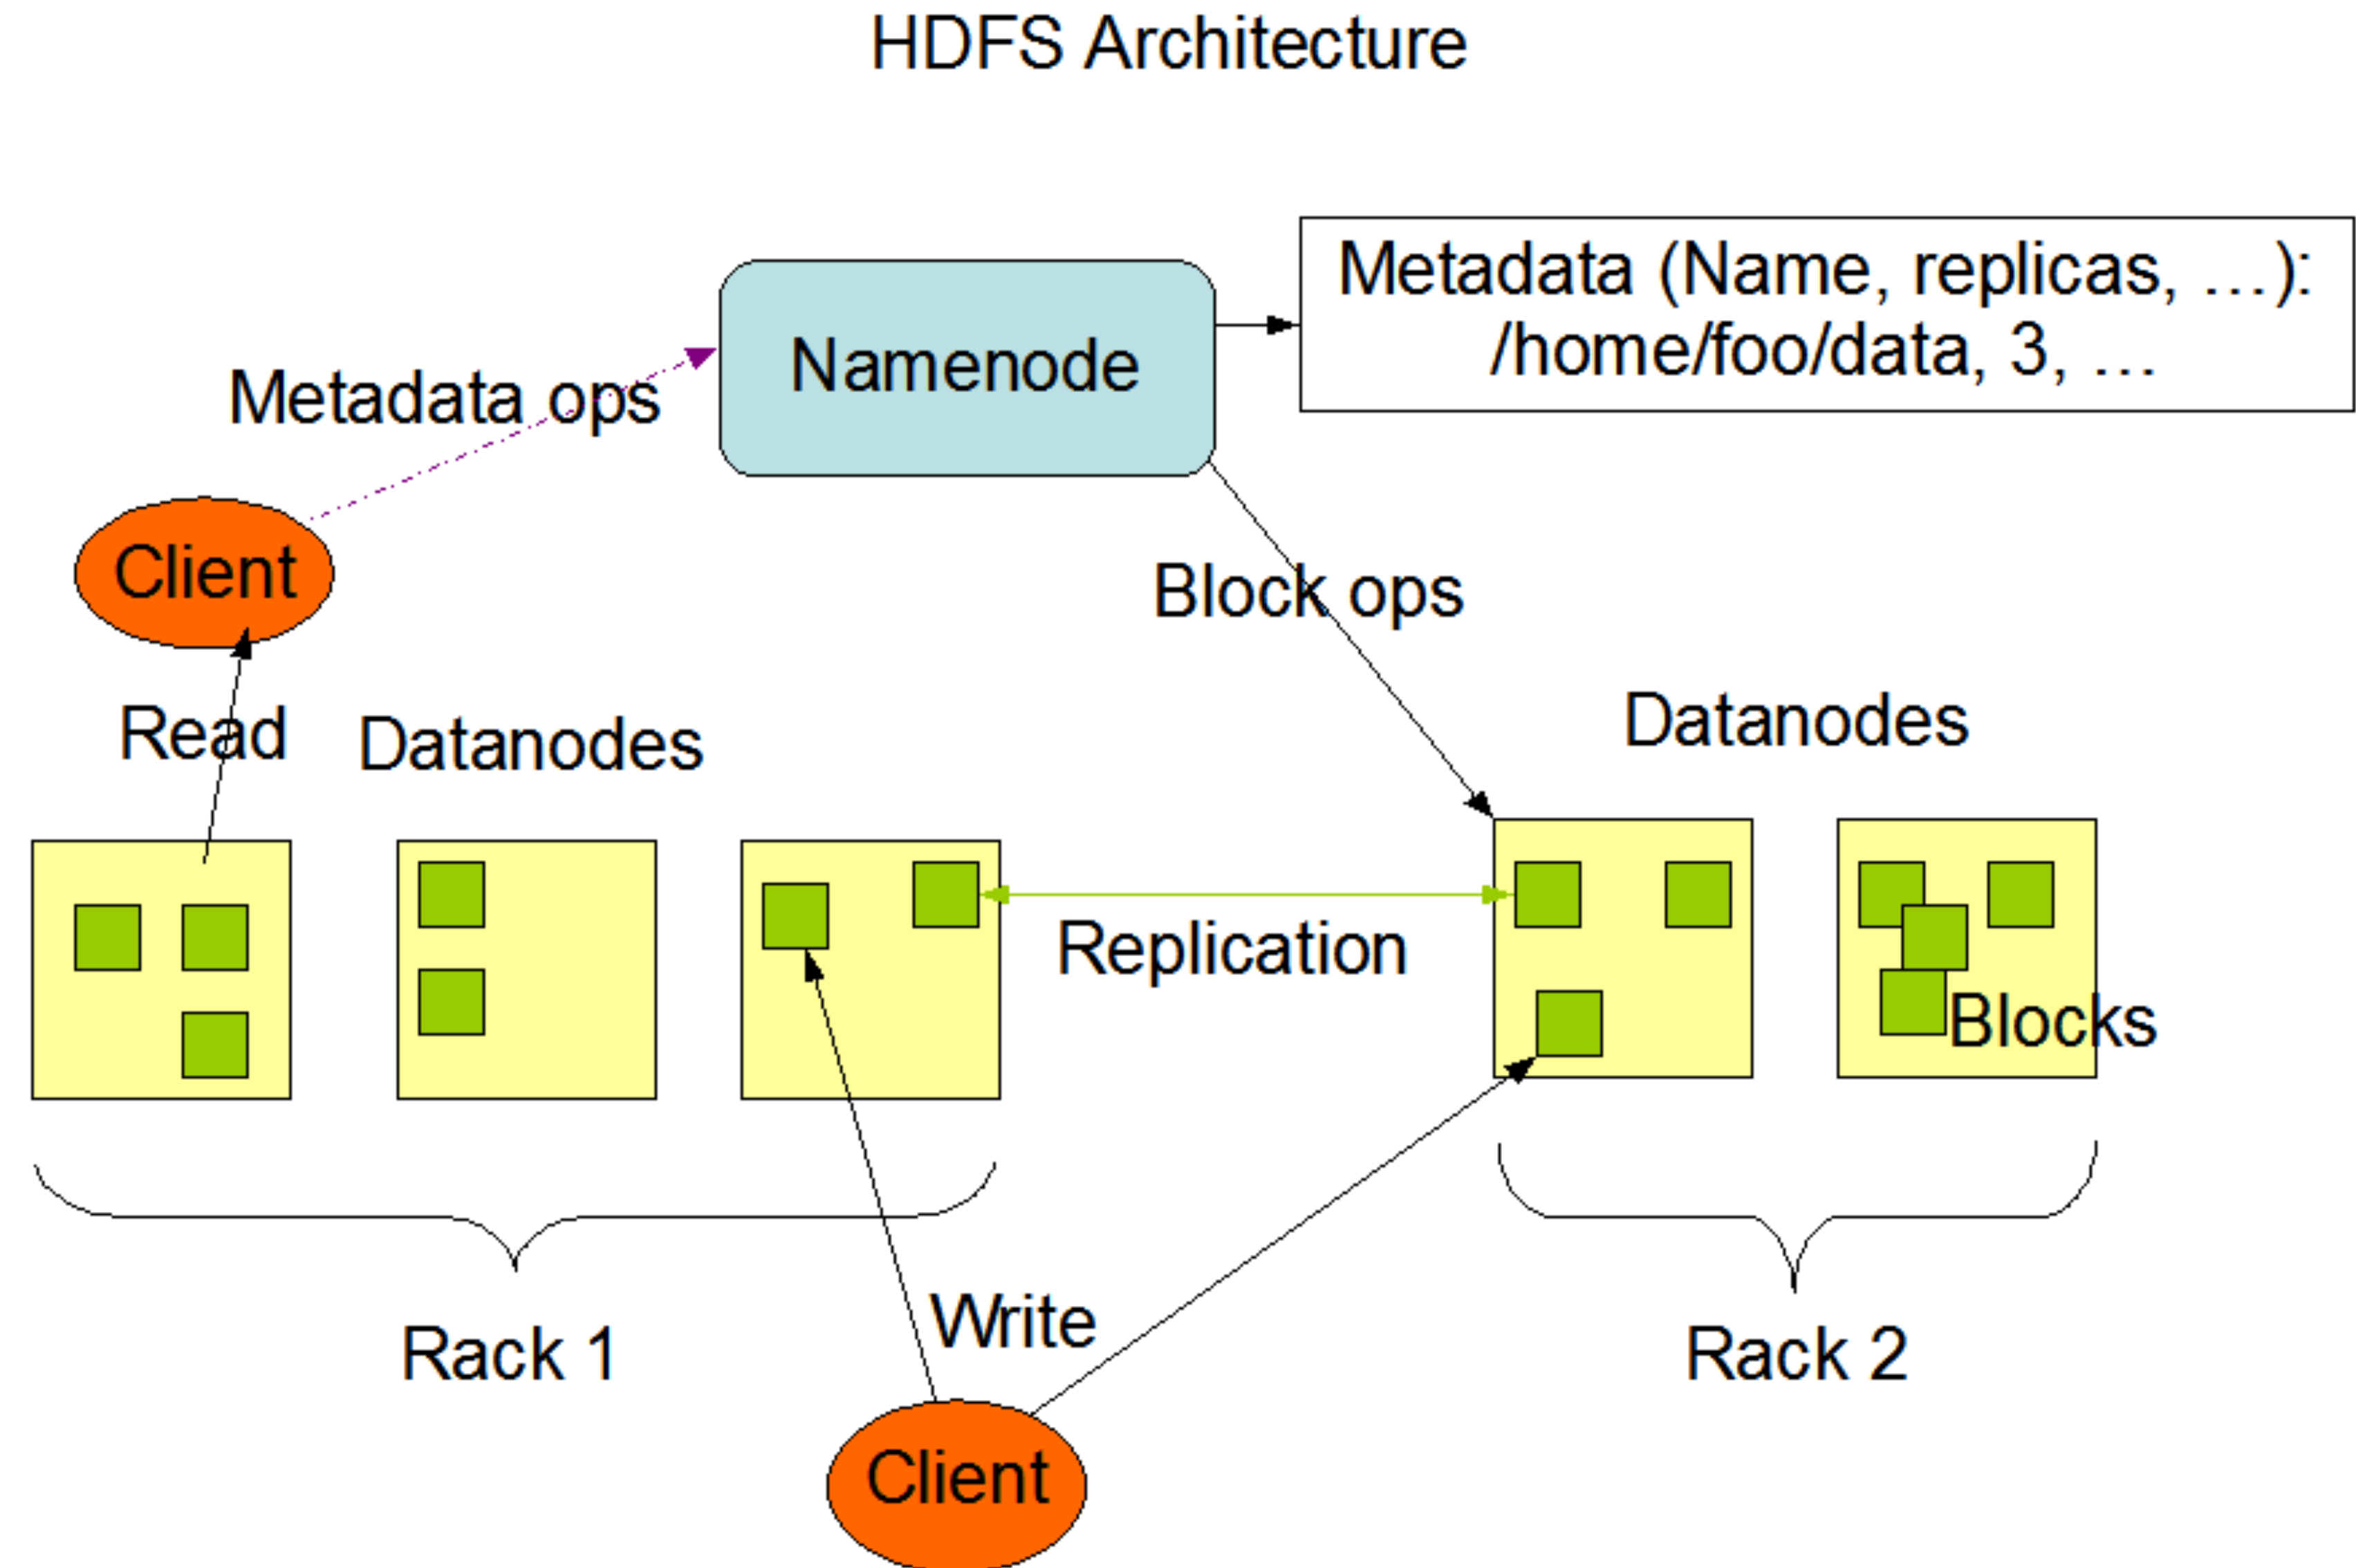 HDFS Architecture
Metadata (Name, replicas, …):
/home/foo/data, 3, …
Namenode
Metadata ops
Client
Block ops
Read
Datanodes
Datanodes
Replication
Blocks
Rack 1
Write
Rack 2
Client